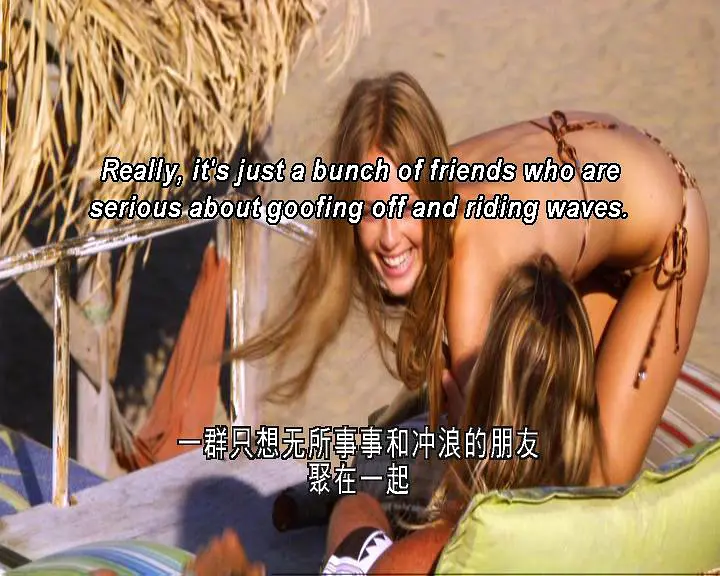 Really, it's just a bunch of friends who are
serious about goofing off and riding waves.
一群只想无所事事和冲浪的朋友
聚在一起